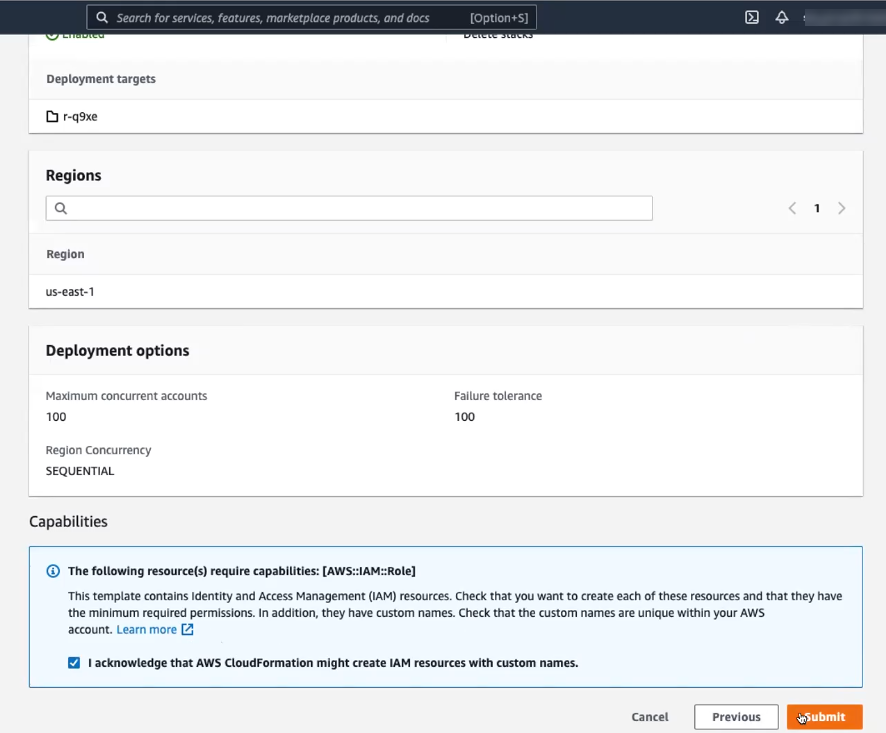 Search for services, features, marketplace products, and docs [Option+S]
Enabled Delete stacks
Deployment targets
r-q9xe
Regions
1
Region
us-east-1
Deployment options
Maximum concurrent accounts Failure tolerance
100 100
Region Concurrency
SEQUENTIAL
Capabilities
The following resource(s) require capabilities: [AWS::IAM::Role]
This template contains Identity and Access Management (IAM) resources. Check that you want to create each of these resources and that they have
the minimum required permissions. In addition, they have custom names. Check that the custom names are unique within your AWS
account. Learn more
I acknowledge that AWS CloudFormation might create IAM resources with custom names.
Cancel Previous Submit